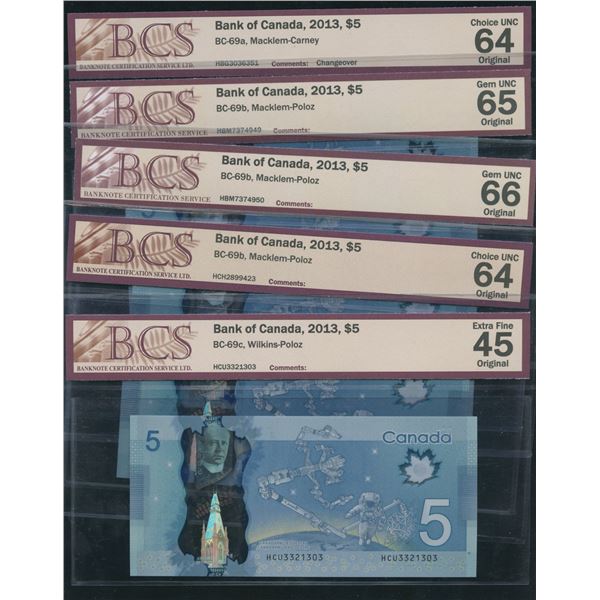 BCS
BANKNOTE CERTIFICATION SERVICE LTD.
Bank of Canada, 2013, $5
BC-69a, Macklem-Carney
HBG3036351 Comments: Changeover
Choice UNC
64
Original
BCS
BANKNOTE CERTIFICATION SERVICE
Bank of Canada, 2013, $5
BC-69b, Macklem-Poloz
HBM7374949 Comments:
Gem UNC
65
Original
BCS
BANKNOTE CERTIFICATION SERVICE
Bank of Canada, 2013, $5
BC-69b, Macklem-Poloz
HBM7374950 Comments:
Gem UNC
66
Original
BCS
BANKNOTE CERTIFICATION SERVICE LTD.
Bank of Canada, 2013, $5
BC-69b, Macklem-Poloz
HCH2899423 Comments:
Choice UNC
64
Original
BCS
BANKNOTE CERTIFICATION SERVICE LTD.
Bank of Canada, 2013, $5
BC-69c, Wilkins-Poloz
HCU3321303 Comments:
Extra Fine
45
Original
5
Canada
5
HCU3321303 HCU3321303